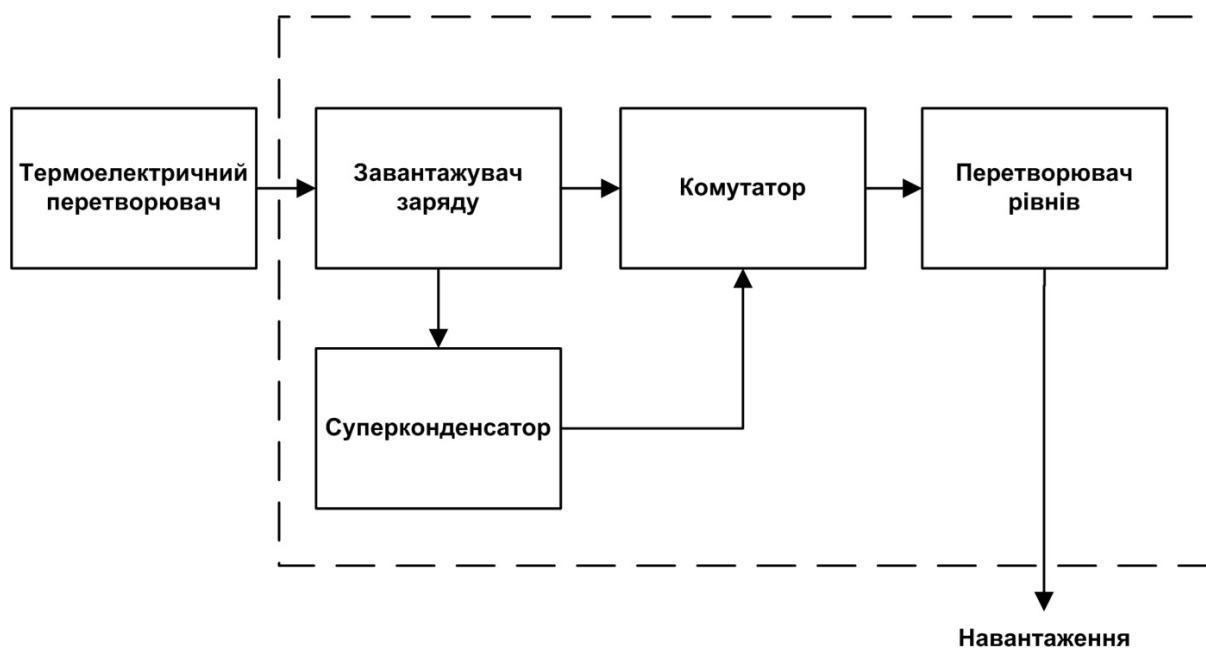 Термоелектричний
перетворювач
Завантажувач
заряду
Комутатор
Перетворювач
рівнів
Суперконденсатор
Навантаження